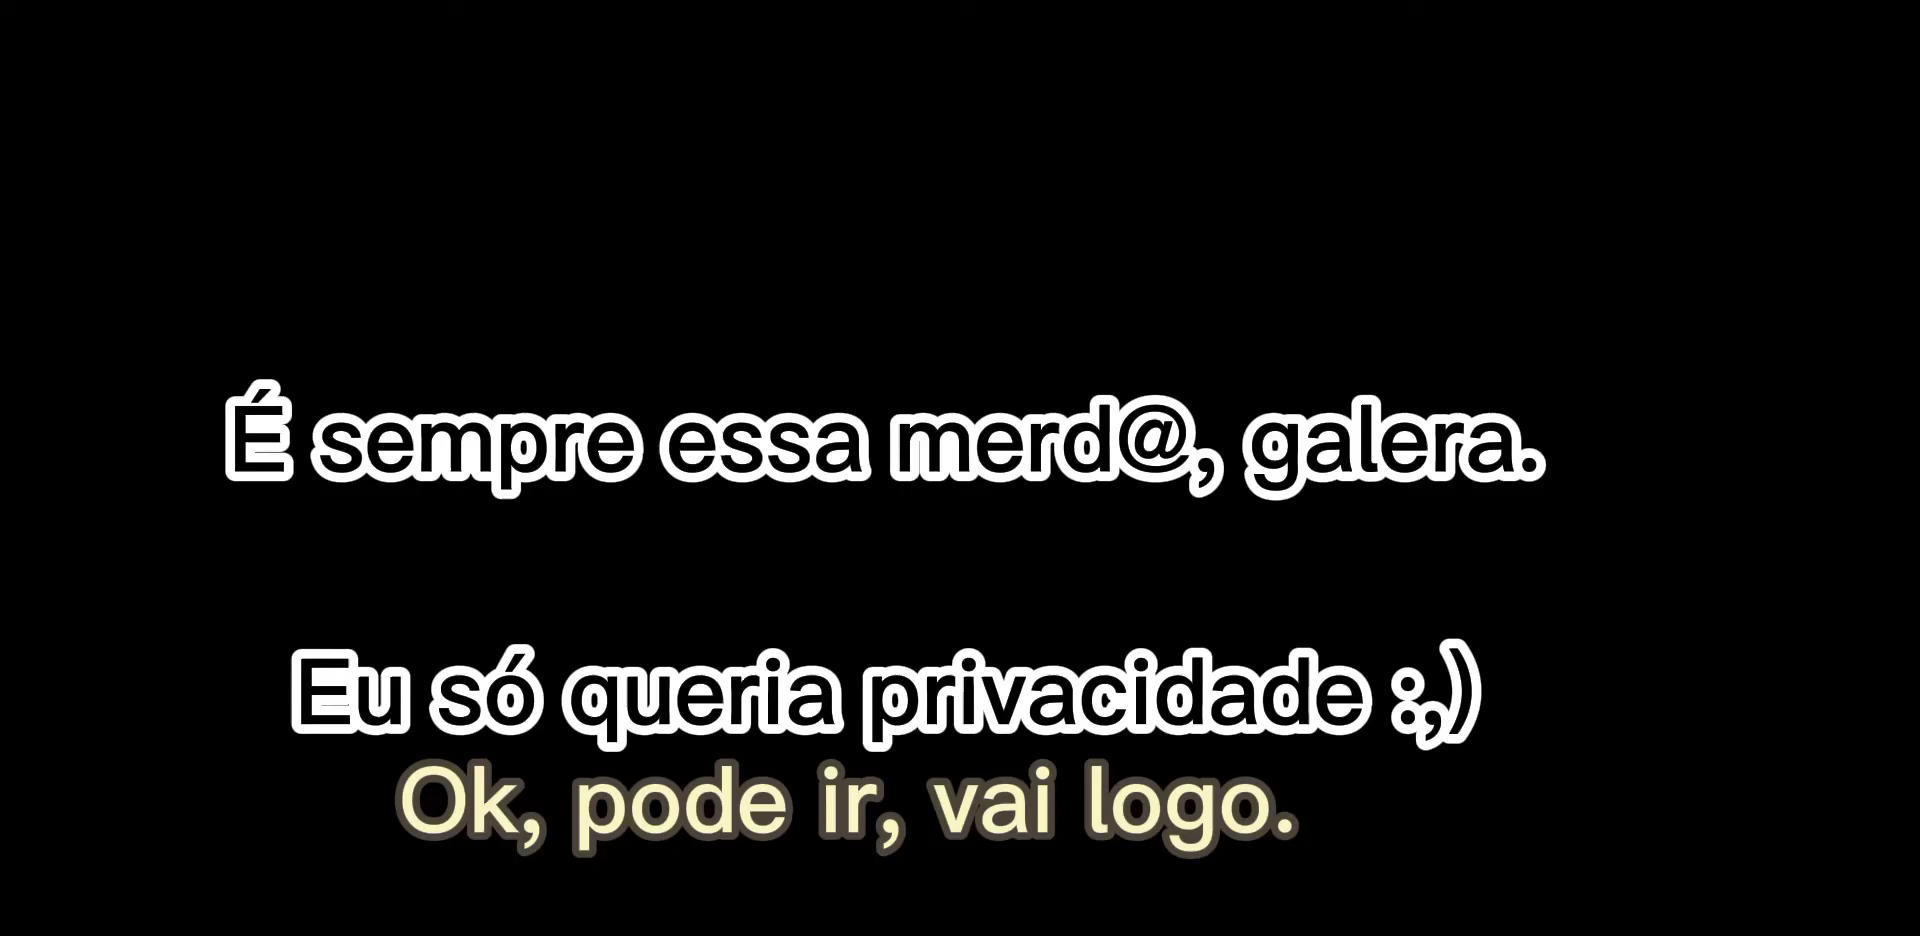 É sempre essa merd@, galera.
Eu só queria privacidade :,)
Ok, pode ir, vai logo.